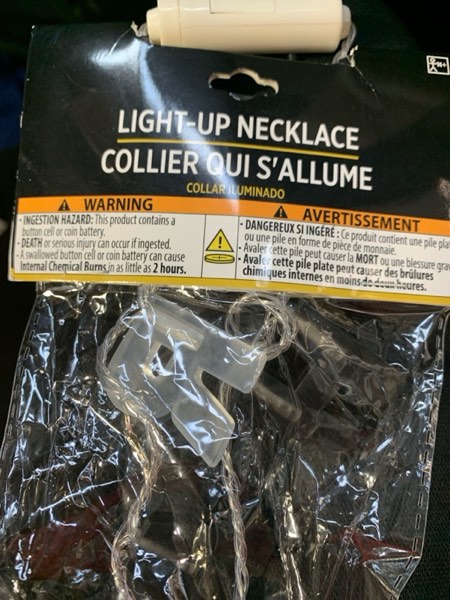 LIGHT-UP NECKLACE
COLLIER QUI S'ALLUME
COLLAR ILUMINADO
WARNING
• INGESTION HAZARD: This product contains a
button cell or coin battery.
• DEATH or serious injury can occur if ingested.
• A swallowed button cell or coin battery can cause
Internal Chemical Burns in as little as 2 hours.
AVERTISSEMENT
• DANGEREUX SI INGÉRÉ : Ce produit contient une pile
ou une pile en forme de pièce de monnaie.
• Avaler cette pile peut causer la MORT ou une blessure
• Avaler cette pile plate peut causer des brûlures
chimiques internes en moins de deux heures.